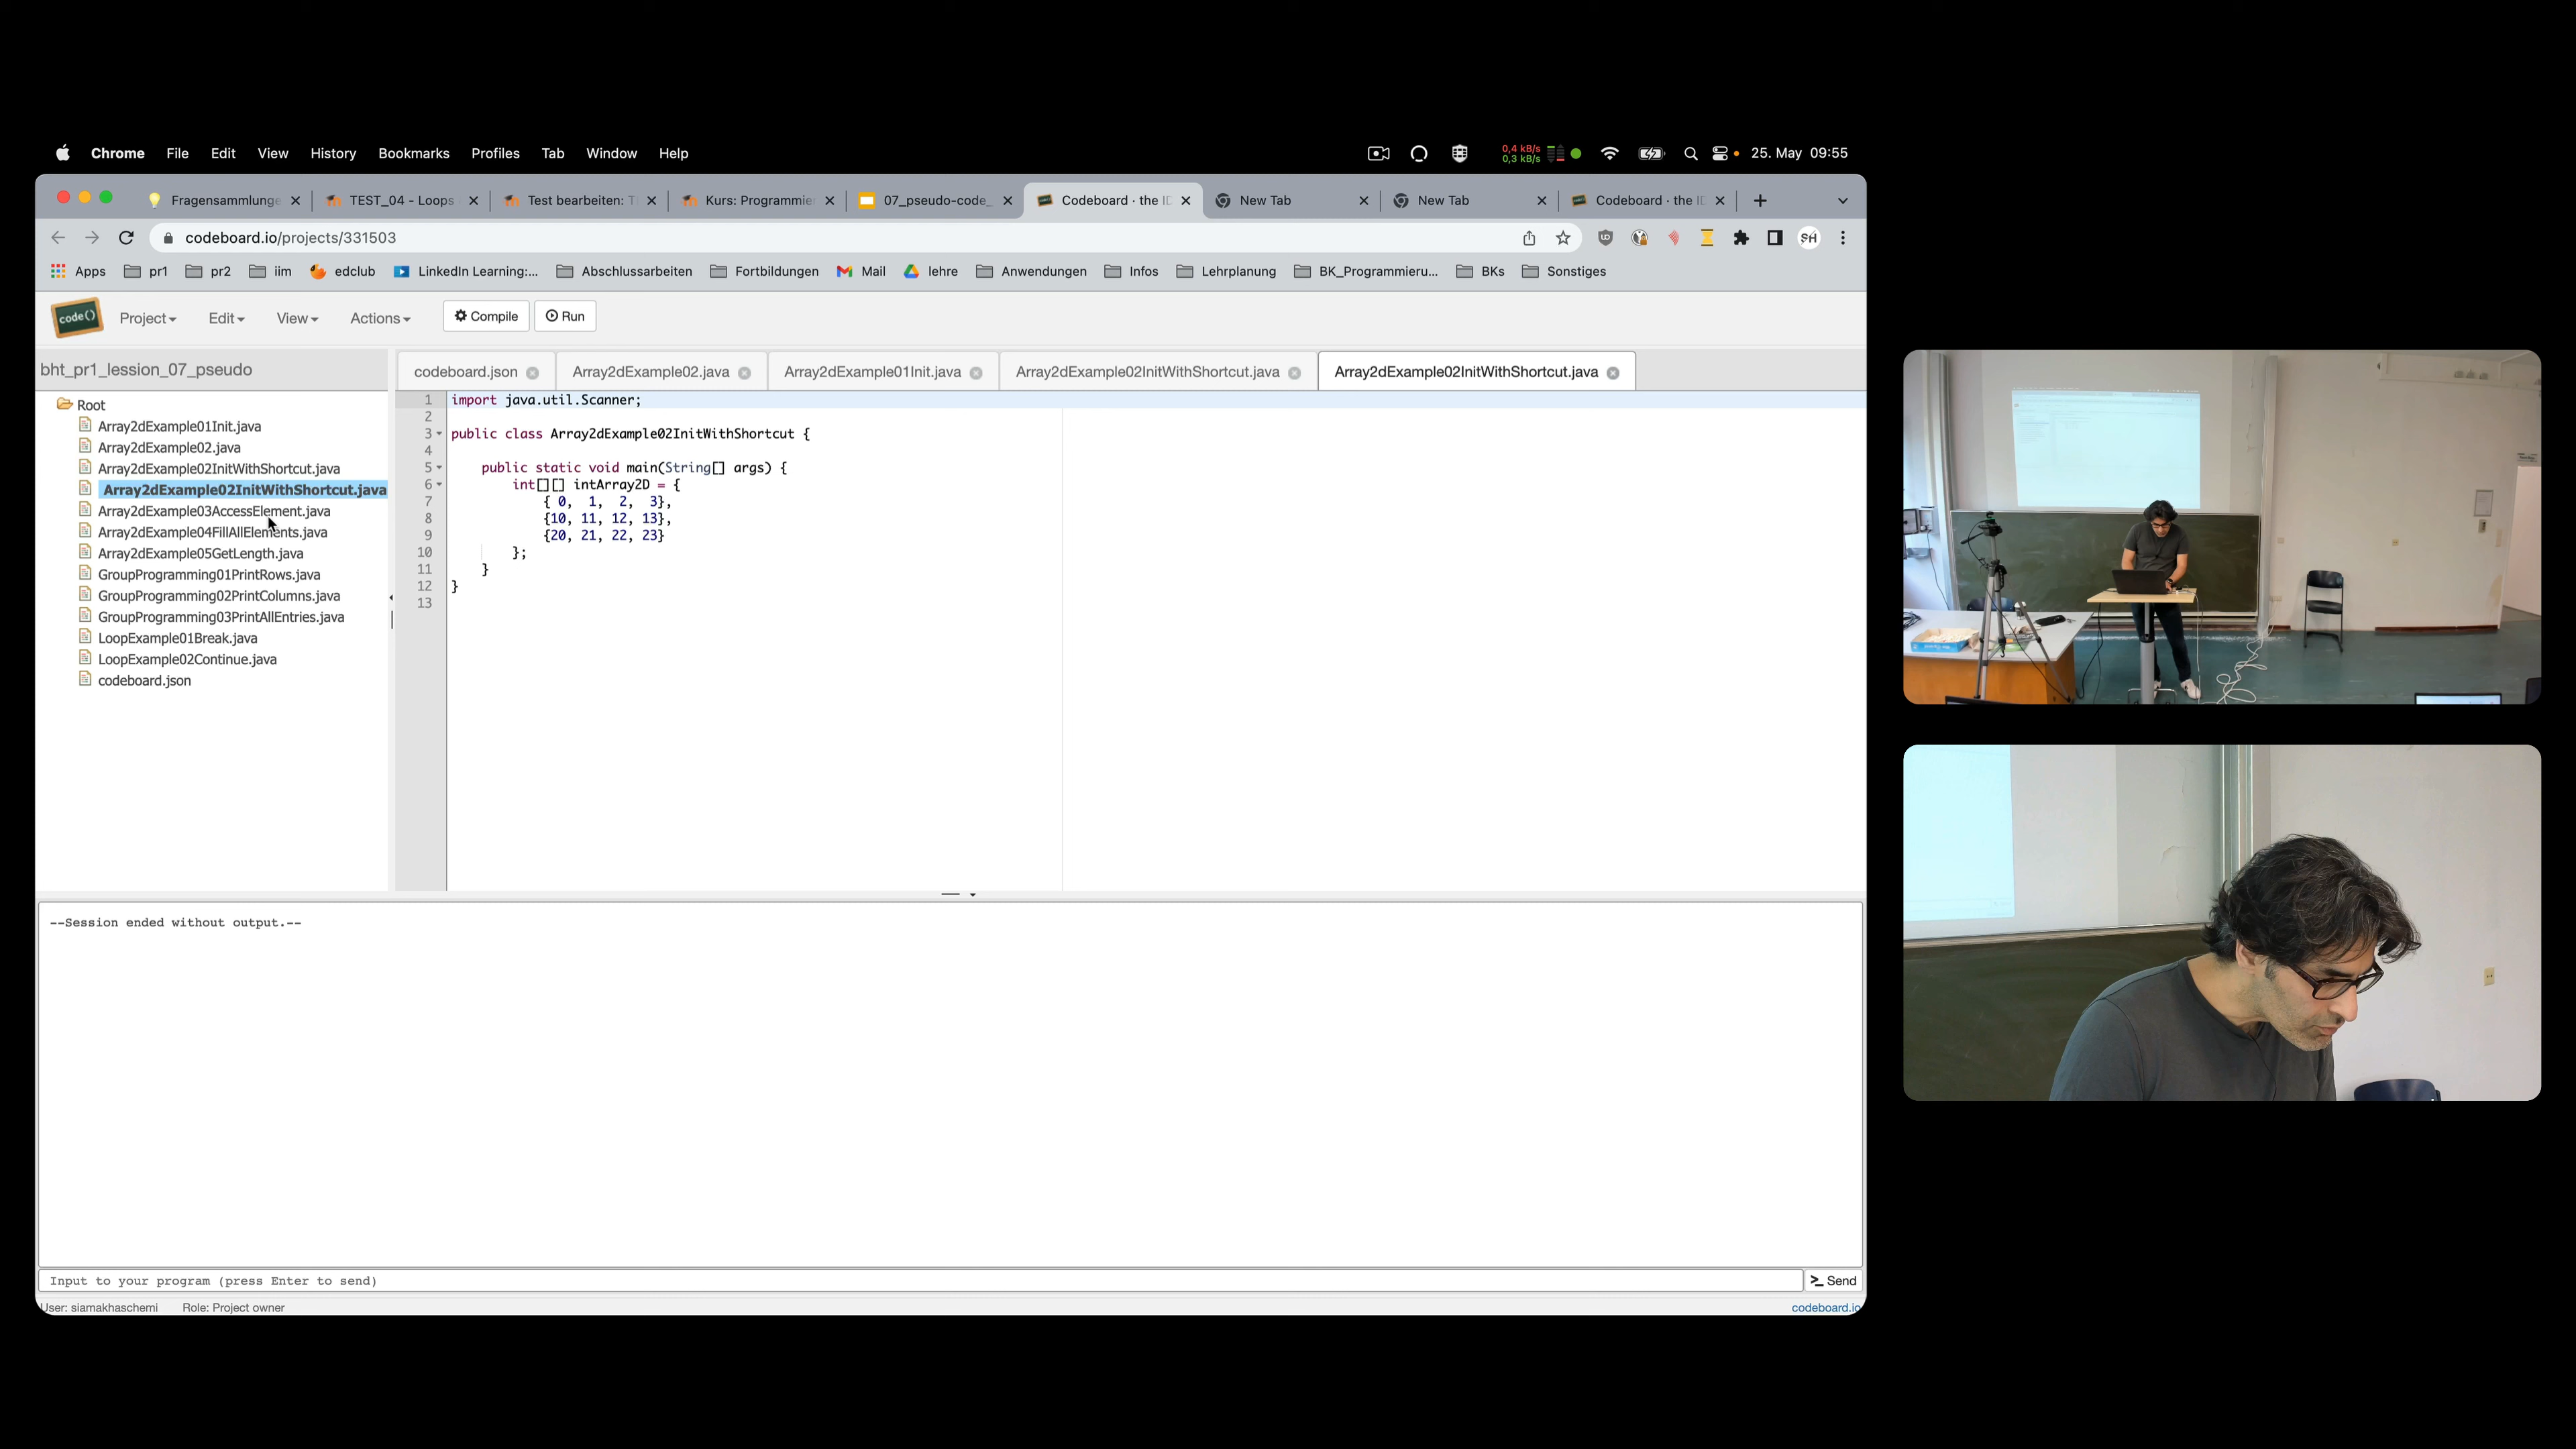 Chrome File Edit View History Bookmarks Profiles Tab Window Help
0,4 kB/s
0,3 kB/s
25. May 09:55
Fragensammlunge
TEST_04 - Loops
Test bearbeiten: T
Kurs: Programmier
07_pseudo-code_
Codeboard · the ID
New Tab
New Tab
Codeboard · the ID
codeboard.io/projects/331503
SH
Apps pr1 pr2 iim edclub LinkedIn Learning:... Abschlussarbeiten Fortbildungen Mail lehre Anwendungen Infos Lehrplanung BK_Programmieru... BKs Sonstiges
code() Project Edit View Actions Compile Run
bht_pr1_lession_07_pseudo
codeboard.json
Array2dExample02.java
Array2dExample01Init.java
Array2dExample02InitWithShortcut.java
Array2dExample02InitWithShortcut.java
Root
Array2dExample01Init.java
Array2dExample02.java
Array2dExample02InitWithShortcut.java
Array2dExample02InitWithShortcut.java
Array2dExample03AccessElement.java
Array2dExample04FillAllElements.java
Array2dExample05GetLength.java
GroupProgramming01PrintRows.java
GroupProgramming02PrintColumns.java
GroupProgramming03PrintAllEntries.java
LoopExample01Break.java
LoopExample02Continue.java
codeboard.json
1 import java.util.Scanner;
2
3 public class Array2dExample02InitWithShortcut {
4
5 public static void main(String[] args) {
6 int[][] intArray2D = {
7 { 0, 1, 2, 3},
8 {10, 11, 12, 13},
9 {20, 21, 22, 23}
10 };
11 }
12 }
13
--Session ended without output.--
Input to your program (press Enter to send)
Send
User: siamakhaschemi Role: Project owner
codeboard.io